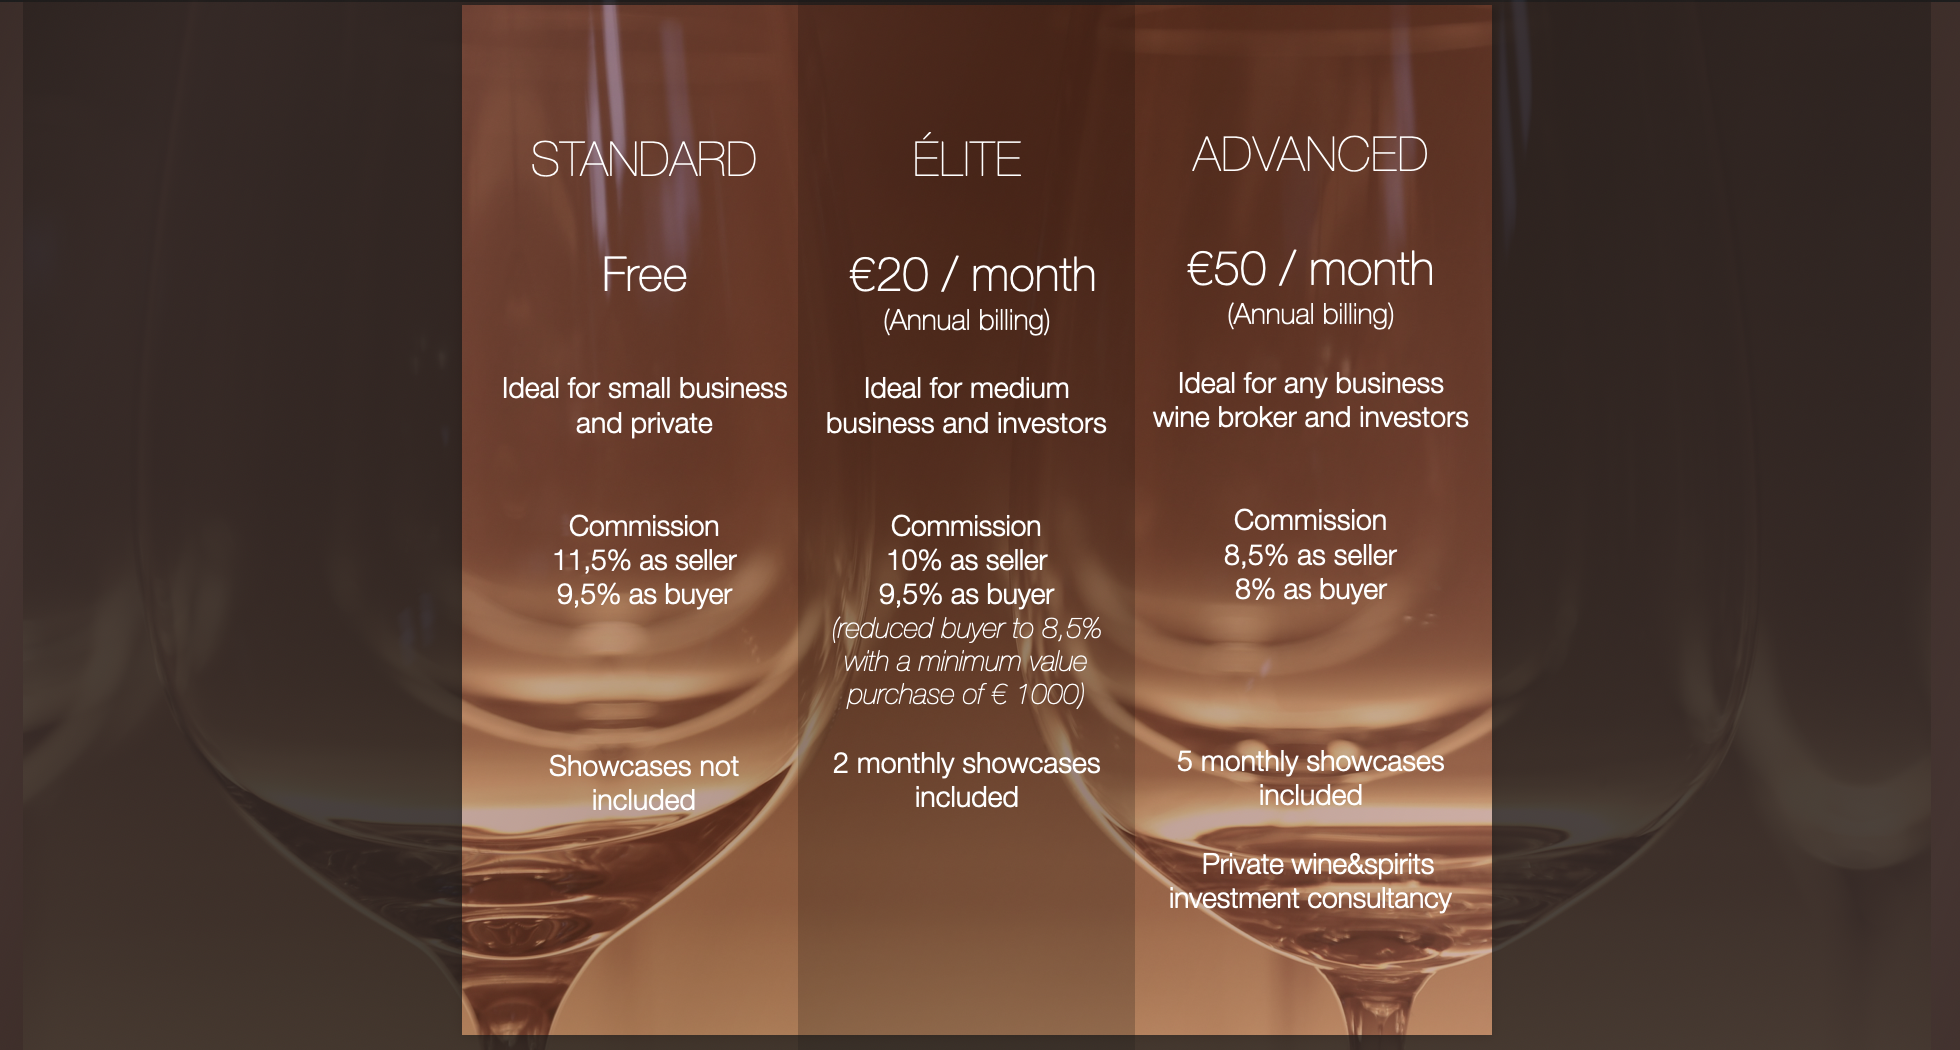 STANDARD
Free
Ideal for small business
and private
Commission
11,5% as seller
9,5% as buyer
Showcases not
included
ÉLITE
€20 / month
(Annual billing)
Ideal for medium
business and investors
Commission
10% as seller
9,5% as buyer
(reduced buyer to 8,5%
with a minimum value
purchase of € 1000)
2 monthly showcases
included
ADVANCED
€50 / month
(Annual billing)
Ideal for any business
wine broker and investors
Commission
8,5% as seller
8% as buyer
5 monthly showcases
included
Private wine&spirits
investment consultancy